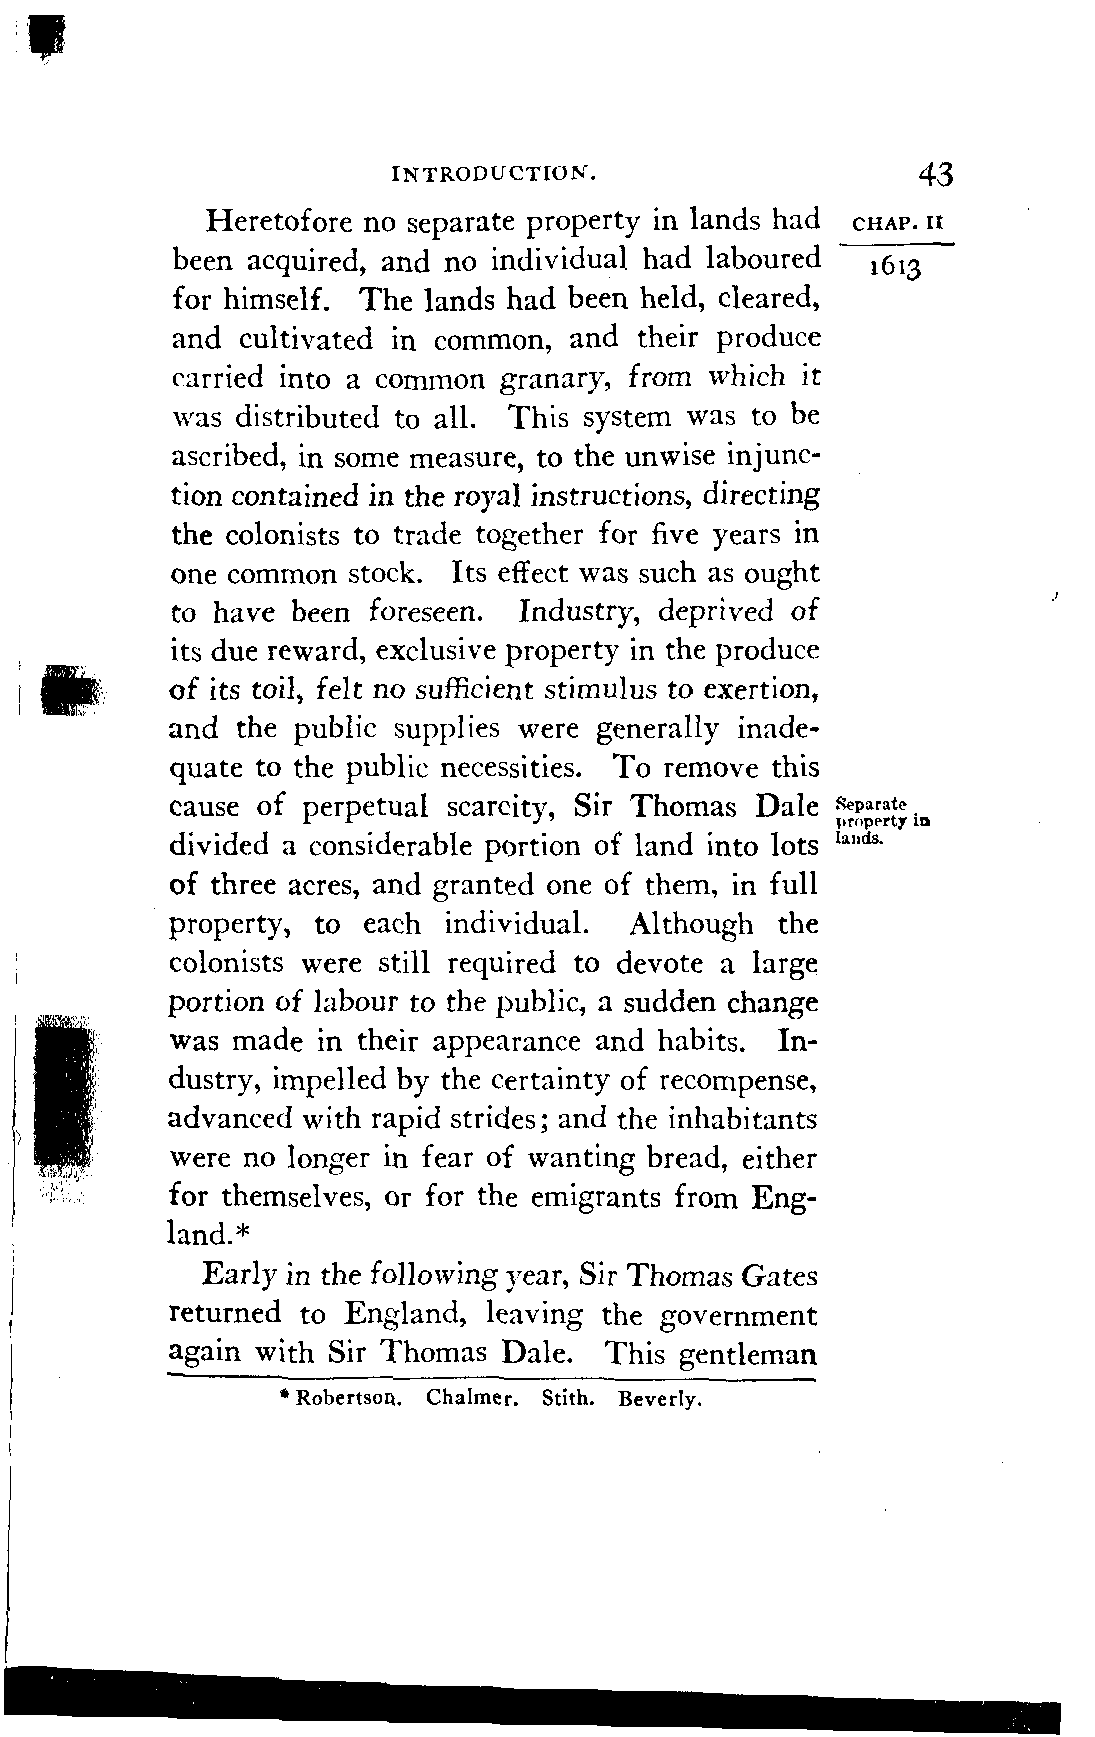 INTRODUCTION. 43
Heretofore no separate property in lands had CHAP. II
been acquired, and no individual had laboured 1613
for himself. The lands had been held, cleared,
and cultivated in common, and their produce
carried into a common granary, from which it
was distributed to all. This system was to be
ascribed, in some measure, to the unwise injunc-
tion contained in the royal instructions, directing
the colonists to trade together for five years in
one common stock. Its effect was such as ought
to have been foreseen. Industry, deprived of
its due reward, exclusive property in the produce
of its toil, felt no sufficient stimulus to exertion,
and the public supplies were generally inade-
quate to the public necessities. To remove this
cause of perpetual scarcity, Sir Thomas Dale
divided a considerable portion of land into lots
Separate
property in
lands.
of three acres, and granted one of them, in full
property, to each individual. Although the
colonists were still required to devote a large
portion of labour to the public, a sudden change
was made in their appearance and habits. In-
dustry, impelled by the certainty of recompense,
advanced with rapid strides; and the inhabitants
were no longer in fear of wanting bread, either
for themselves, or for the emigrants from Eng-
land.*
Early in the following year, Sir Thomas Gates
returned to England, leaving the government
again with Sir Thomas Dale. This gentleman
* Robertson. Chalmer. Stith. Beverly.